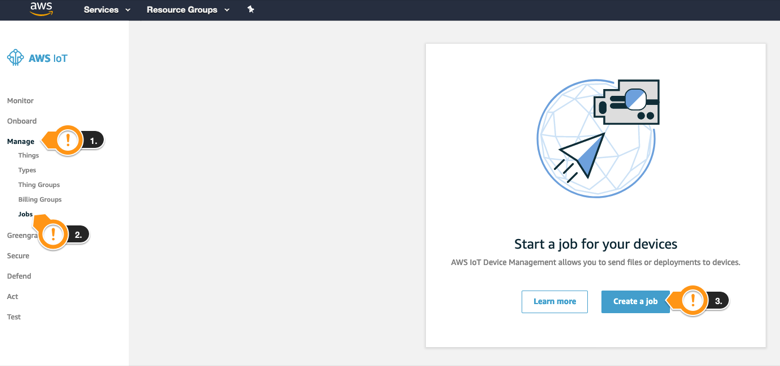 aws
Services
Resource Groups
AWS IoT
Monitor
Onboard
Manage
! 1.
Things
Types
Thing Groups
Billing Groups
Jobs
Greengra
! 2.
Secure
Defend
Act
Test
Start a job for your devices
AWS IoT Device Management allows you to send files or deployments to devices.
Learn more
Create a job
! 3.